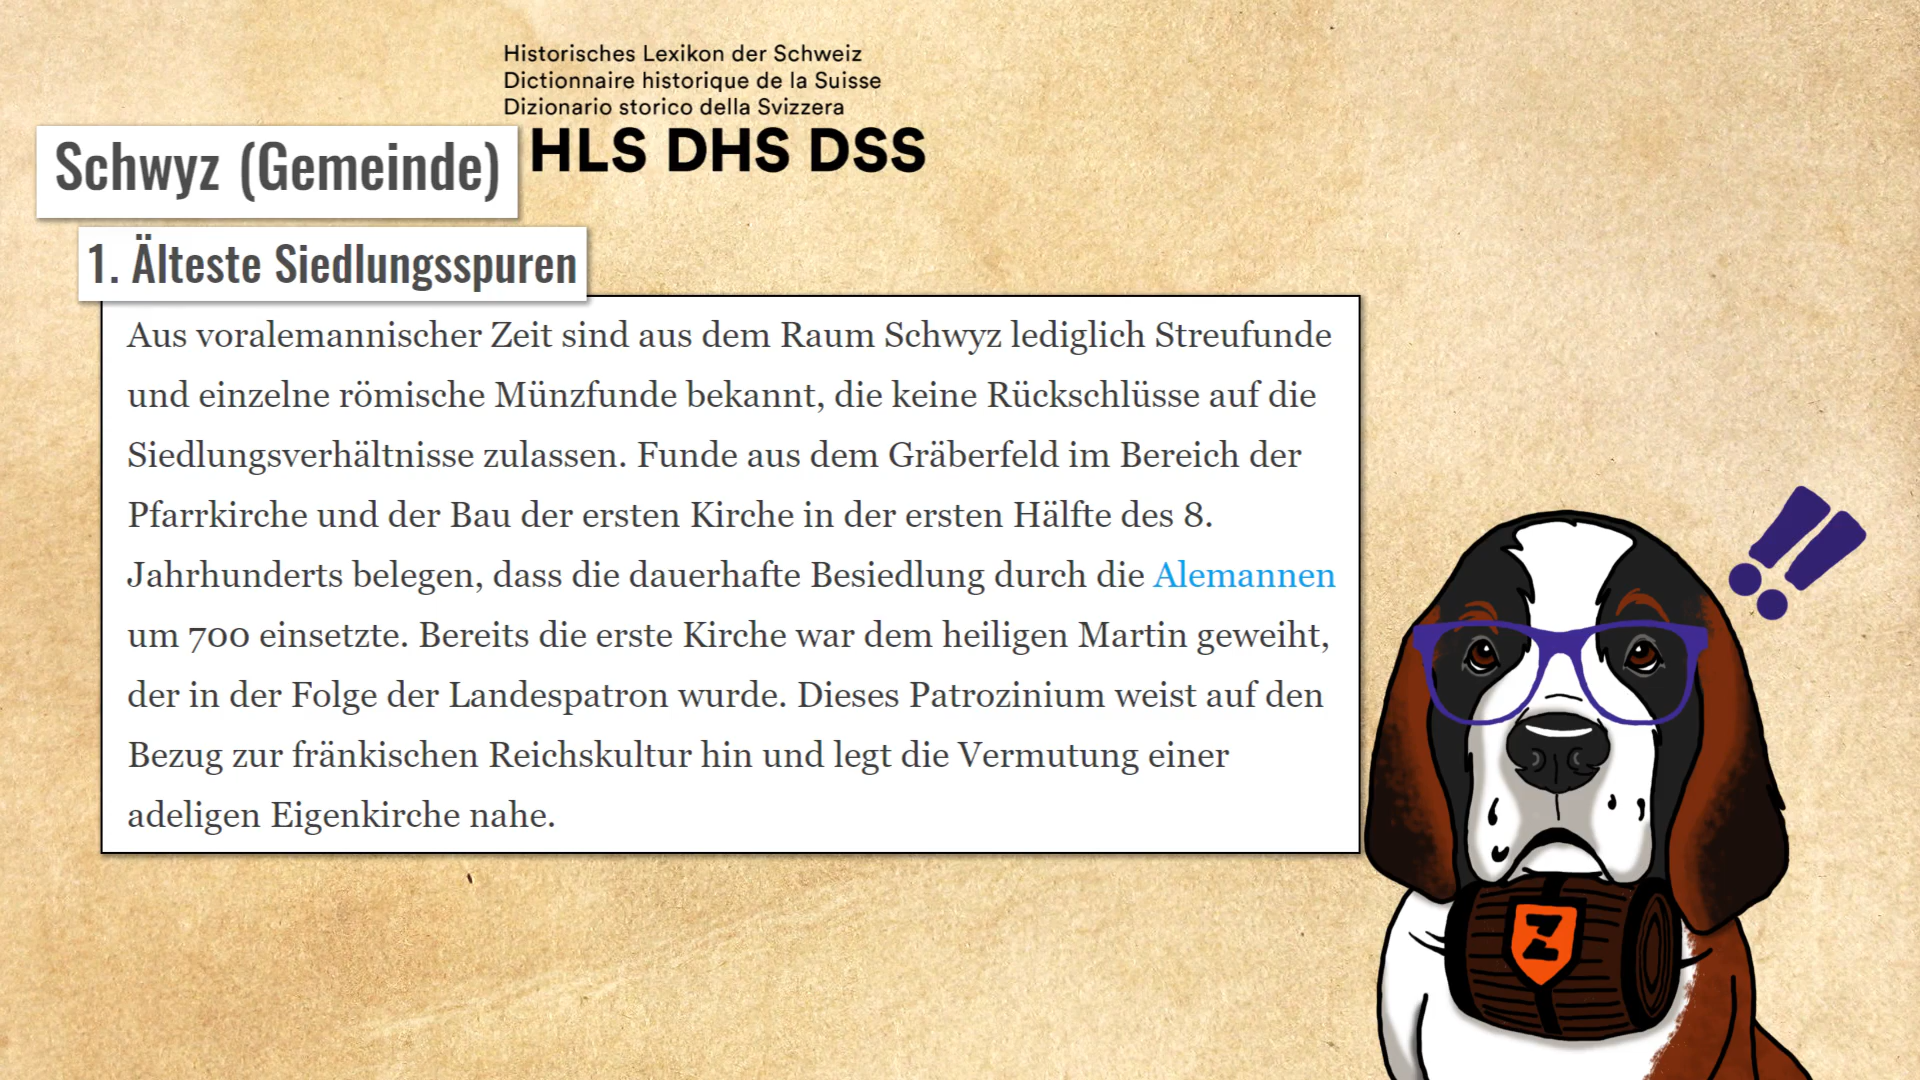 Historisches Lexikon der Schweiz
Dictionnaire historique de la Suisse
Dizionario storico della Svizzera
HLS DHS DSS
Schwyz (Gemeinde)
1. Älteste Siedlungsspuren
Aus voralemannischer Zeit sind aus dem Raum Schwyz lediglich Streufunde
und einzelne römische Münzfunde bekannt, die keine Rückschlüsse auf die
Siedlungsverhältnisse zulassen. Funde aus dem Gräberfeld im Bereich der
Pfarrkirche und der Bau der ersten Kirche in der ersten Hälfte des 8.
Jahrhunderts belegen, dass die dauerhafte Besiedlung durch die Alemannen
um 700 einsetzte. Bereits die erste Kirche war dem heiligen Martin geweiht,
der in der Folge der Landespatron wurde. Dieses Patrozinium weist auf den
Bezug zur fränkischen Reichskultur hin und legt die Vermutung einer
adeligen Eigenkirche nahe.
!!
Z